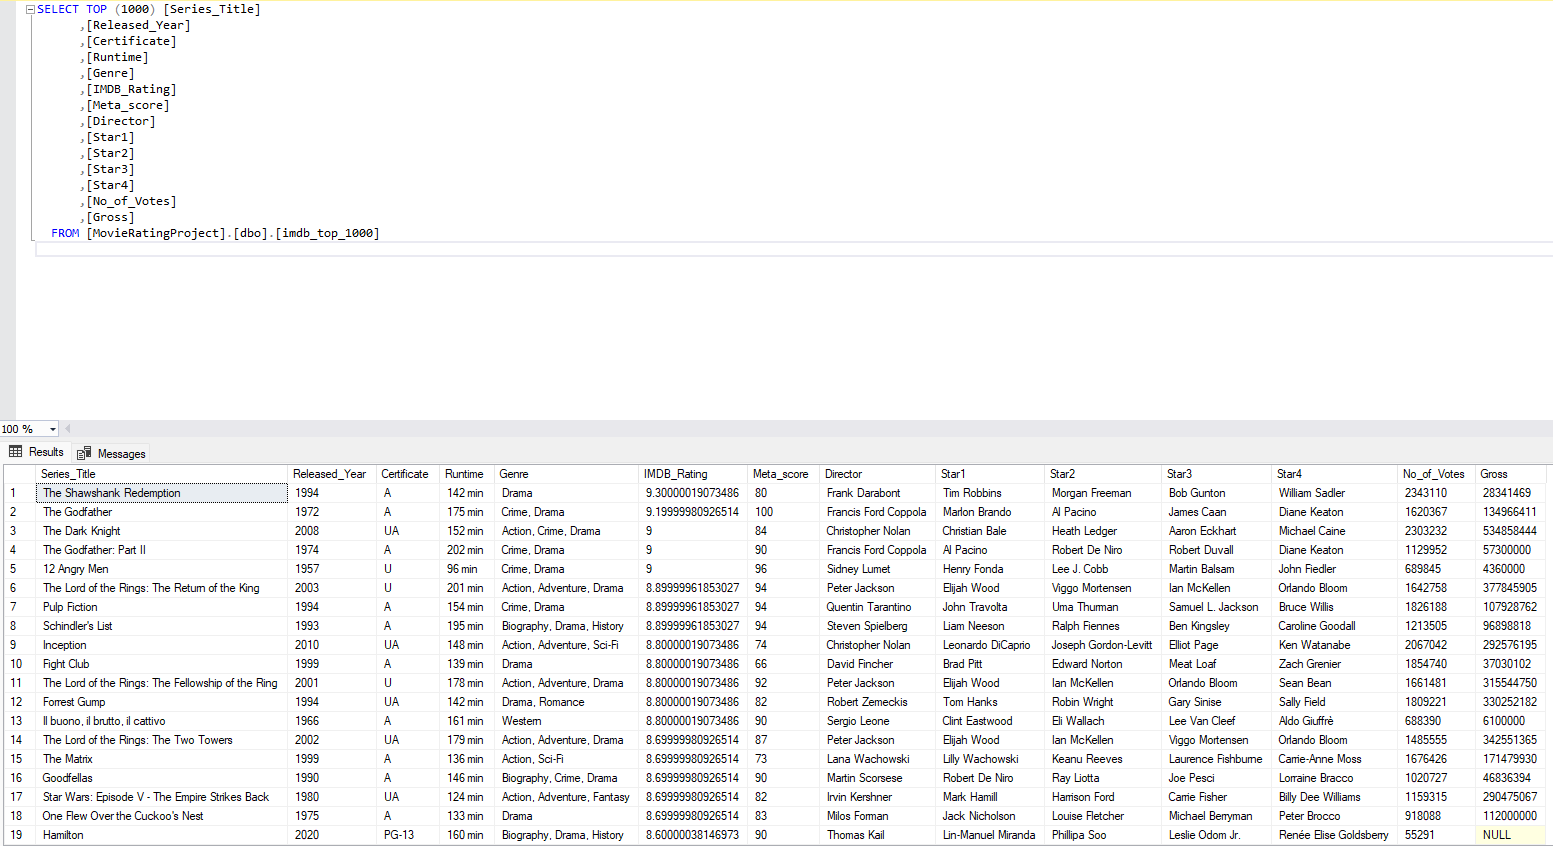 SELECT TOP (1000) [Series_Title]
,[Released_Year]
,[Certificate]
,[Runtime]
,[Genre]
,[IMDB_Rating]
,[Meta_score]
,[Director]
,[Star1]
,[Star2]
,[Star3]
,[Star4]
,[No_of_Votes]
,[Gross]
FROM [MovieRatingProject].[dbo].[imdb_top_1000]
100 %
Results Messages
Series_Title Released_Year Certificate Runtime Genre IMDB_Rating Meta_score Director Star1 Star2 Star3 Star4 No_of_Votes Gross
1 The Shawshank Redemption 1994 A 142 min Drama 9.30000019073486 80 Frank Darabont Tim Robbins Morgan Freeman Bob Gunton William Sadler 2343110 28341469
2 The Godfather 1972 A 175 min Crime, Drama 9.19999980926514 100 Francis Ford Coppola Marlon Brando Al Pacino James Caan Diane Keaton 1620367 134966411
3 The Dark Knight 2008 UA 152 min Action, Crime, Drama 9 84 Christopher Nolan Christian Bale Heath Ledger Aaron Eckhart Michael Caine 2303232 534858444
4 The Godfather: Part II 1974 A 202 min Crime, Drama 9 90 Francis Ford Coppola Al Pacino Robert De Niro Robert Duvall Diane Keaton 1129952 57300000
5 12 Angry Men 1957 U 96 min Crime, Drama 9 96 Sidney Lumet Henry Fonda Lee J. Cobb Martin Balsam John Fiedler 689845 4360000
6 The Lord of the Rings: The Return of the King 2003 U 201 min Action, Adventure, Drama 8.89999961853027 94 Peter Jackson Elijah Wood Viggo Mortensen Ian McKellen Orlando Bloom 1642758 377845905
7 Pulp Fiction 1994 A 154 min Crime, Drama 8.89999961853027 94 Quentin Tarantino John Travolta Uma Thurman Samuel L. Jackson Bruce Willis 1826188 107928762
8 Schindler's List 1993 A 195 min Biography, Drama, History 8.89999961853027 94 Steven Spielberg Liam Neeson Ralph Fiennes Ben Kingsley Caroline Goodall 1213505 96898818
9 Inception 2010 UA 148 min Action, Adventure, Sci-Fi 8.80000019073486 74 Christopher Nolan Leonardo DiCaprio Joseph Gordon-Levitt Elliot Page Ken Watanabe 2067042 292576195
10 Fight Club 1999 A 139 min Drama 8.80000019073486 66 David Fincher Brad Pitt Edward Norton Meat Loaf Zach Grenier 1854740 37030102
11 The Lord of the Rings: The Fellowship of the Ring 2001 U 178 min Action, Adventure, Drama 8.80000019073486 92 Peter Jackson Elijah Wood Ian McKellen Orlando Bloom Sean Bean 1661481 315544750
12 Forrest Gump 1994 UA 142 min Drama, Romance 8.80000019073486 82 Robert Zemeckis Tom Hanks Robin Wright Gary Sinise Sally Field 1809221 330252182
13 Il buono, il brutto, il cattivo 1966 A 161 min Western 8.80000019073486 90 Sergio Leone Clint Eastwood Eli Wallach Lee Van Cleef Aldo Giuffrè 688390 6100000
14 The Lord of the Rings: The Two Towers 2002 UA 179 min Action, Adventure, Drama 8.69999980926514 87 Peter Jackson Elijah Wood Ian McKellen Viggo Mortensen Orlando Bloom 1485555 342551365
15 The Matrix 1999 A 136 min Action, Sci-Fi 8.69999980926514 73 Lana Wachowski Lilly Wachowski Keanu Reeves Laurence Fishburne Carrie-Anne Moss 1676426 171479930
16 Goodfellas 1990 A 146 min Biography, Crime, Drama 8.69999980926514 90 Martin Scorsese Robert De Niro Ray Liotta Joe Pesci Lorraine Bracco 1020727 46836394
17 Star Wars: Episode V - The Empire Strikes Back 1980 UA 124 min Action, Adventure, Fantasy 8.69999980926514 82 Irvin Kershner Mark Hamill Harrison Ford Carrie Fisher Billy Dee Williams 1159315 290475067
18 One Flew Over the Cuckoo's Nest 1975 A 133 min Drama 8.69999980926514 83 Milos Forman Jack Nicholson Louise Fletcher Michael Berryman Peter Brocco 918088 112000000
19 Hamilton 2020 PG-13 160 min Biography, Drama, History 8.60000038146973 90 Thomas Kail Lin-Manuel Miranda Phillipa Soo Leslie Odom Jr. Renée Elise Goldsberry 55291 NULL